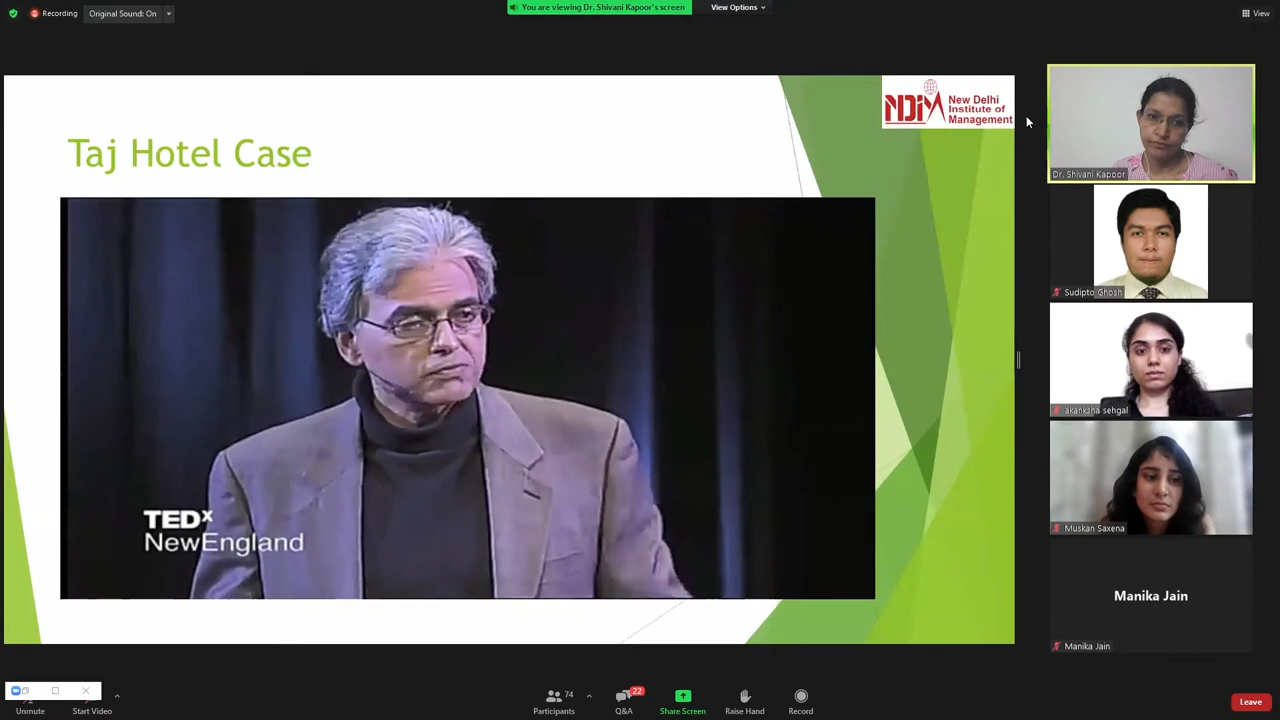 Recording
Original Sound: On
You are viewing Dr. Shivani Kapoor's screen
View Options
View
NDIM
New Delhi
Institute of
Management
Taj Hotel Case
TEDx
NewEngland
Dr. Shivani Kapoor
Sudipto Ghosh
akanksha sehgal
Muskan Saxena
Manika Jain
Manika Jain
Unmute
Start Video
74
Participants
22
Q&A
Share Screen
Raise Hand
Record
Leave